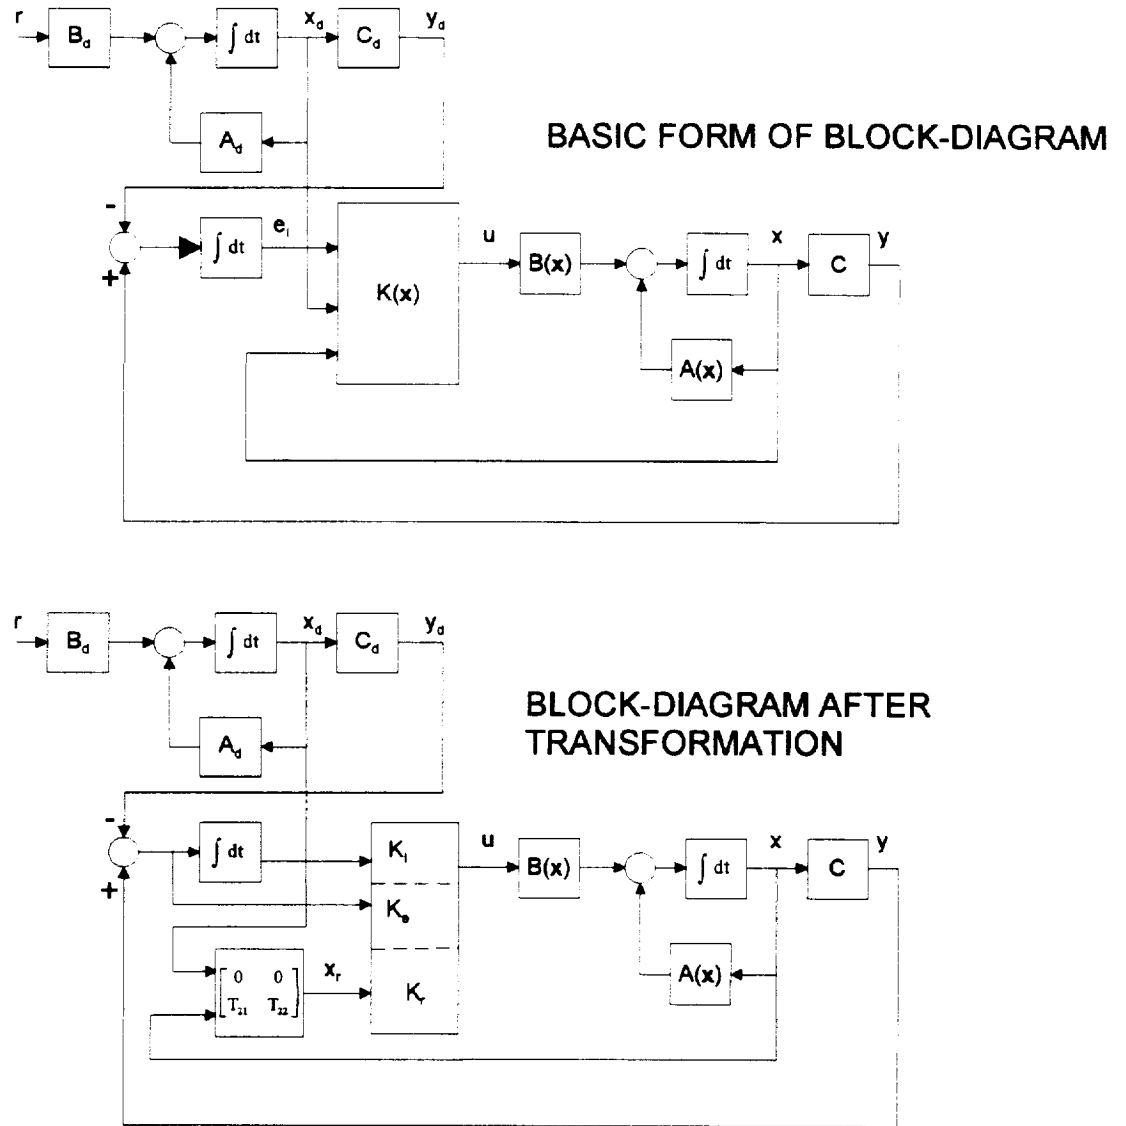 r
B_d
∫ dt
x_d
C_d
y_d
A_d
BASIC FORM OF BLOCK-DIAGRAM
-
+
∫ dt
e_i
K(x)
u
B(x)
∫ dt
x
C
y
A(x)
r
B_d
∫ dt
x_d
C_d
y_d
A_d
BLOCK-DIAGRAM AFTER
TRANSFORMATION
-
+
∫ dt
K_i
K_e
K_r
u
B(x)
∫ dt
x
C
y
A(x)
0 0
T_21 T_22
x_r